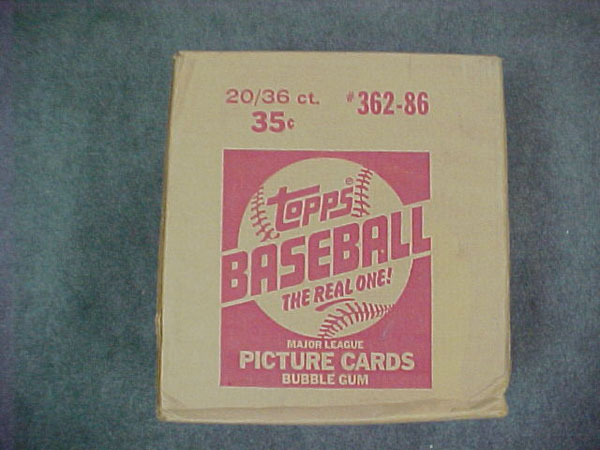 20/36 ct. #362-86
35¢
Topps®
BASEBALL
THE REAL ONE!
MAJOR LEAGUE
PICTURE CARDS
BUBBLE GUM